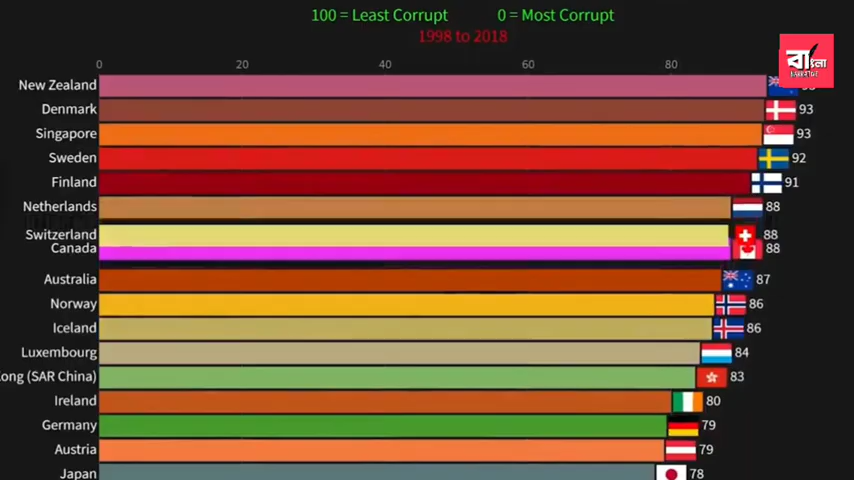 100 = Least Corrupt 0 = Most Corrupt
1998 to 2018
বাংলা
0 20 40 60 80
New Zealand
Denmark 93
Singapore 93
Sweden 92
Finland 91
Netherlands 88
Switzerland 88
Canada 88
Australia 87
Norway 86
Iceland 86
Luxembourg 84
ong (SAR China) 83
Ireland 80
Germany 79
Austria 79
Japan 78